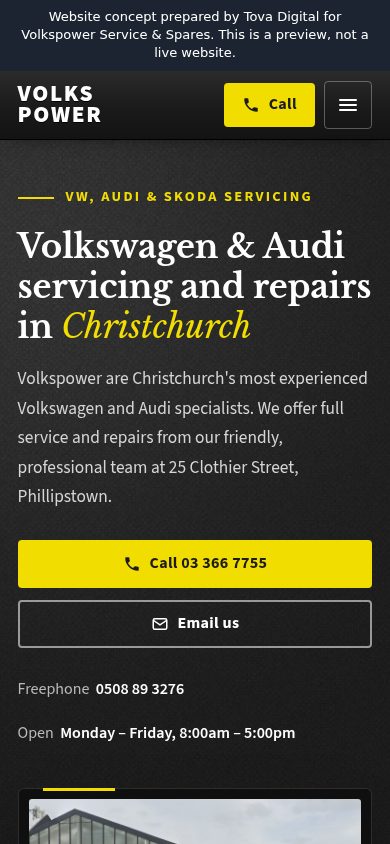 Website concept prepared by Tova Digital for
Volkspower Service & Spares. This is a preview, not a
live website.
VOLKS
POWER
Call
VW, AUDI & SKODA SERVICING
Volkswagen & Audi
servicing and repairs
in Christchurch
Volkspower are Christchurch's most experienced
Volkswagen and Audi specialists. We offer full
service and repairs from our friendly,
professional team at 25 Clothier Street,
Phillipstown.
Call 03 366 7755
Email us
Freephone 0508 89 3276
Open Monday – Friday, 8:00am – 5:00pm